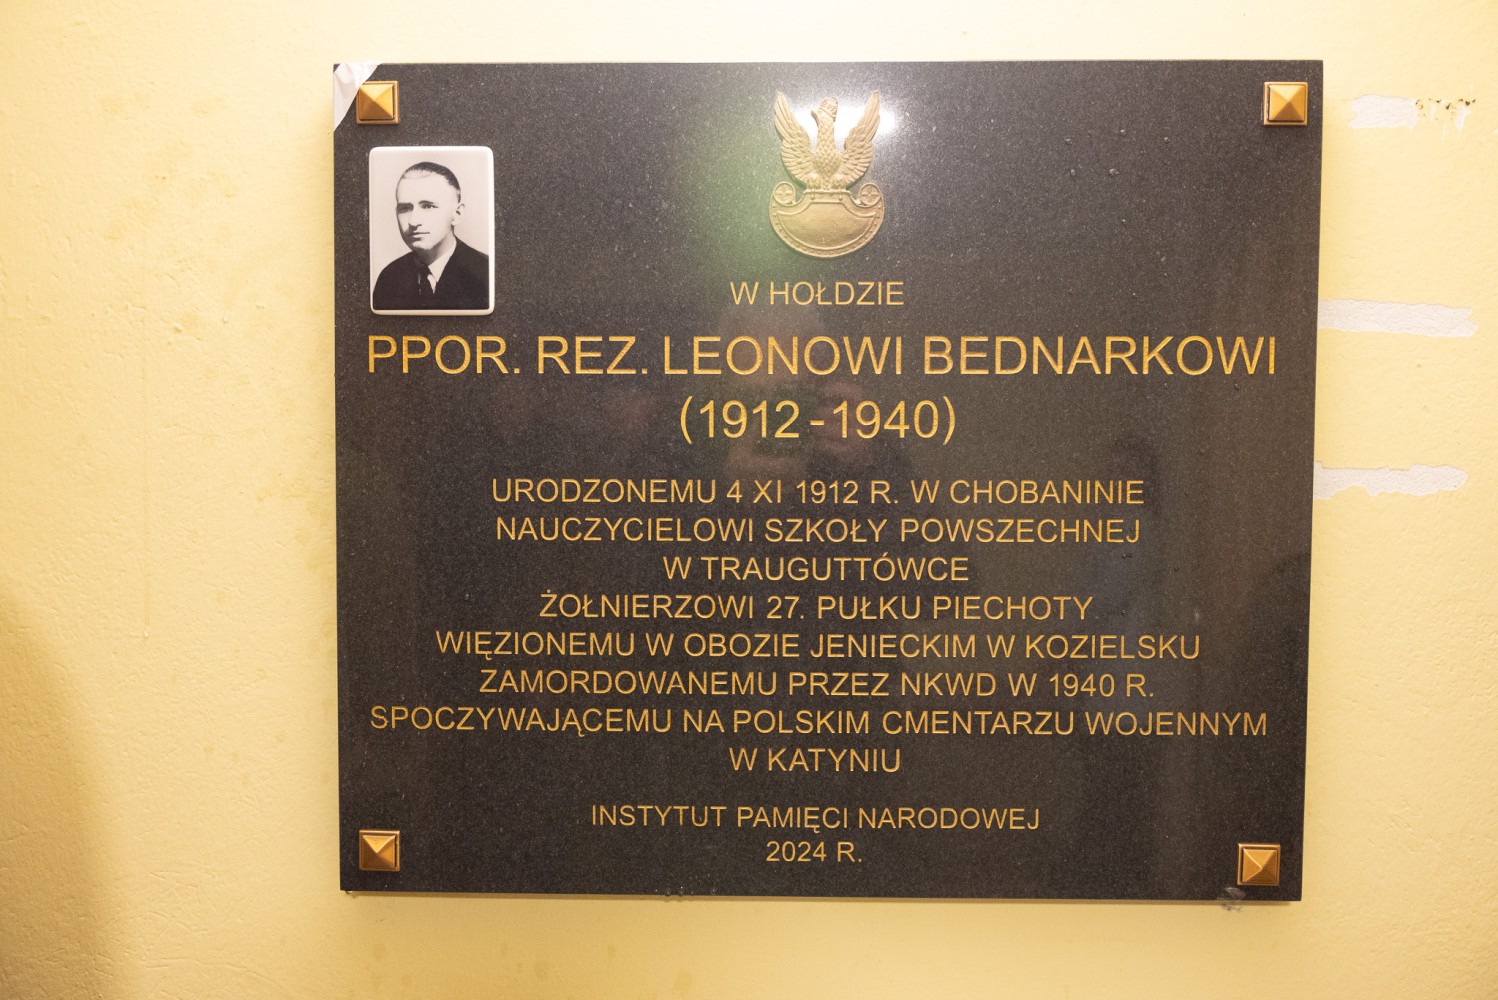 W HOŁDZIE
PPOR. REZ. LEONOWI BEDNARKOWI
(1912-1940)
URODZONEMU 4 XI 1912 R. W CHOBANINIE
NAUCZYCIELOWI SZKOŁY POWSZECHNEJ
W TRAUGUTTÓWCE
ŻOŁNIERZOWI 27. PUŁKU PIECHOTY
WIĘZIONEMU W OBOZIE JENIECKIM W KOZIELSKU
ZAMORDOWANEMU PRZEZ NKWD W 1940 R.
SPOCZYWAJĄCEMU NA POLSKIM CMENTARZU WOJENNYM
W KATYNIU
INSTYTUT PAMIĘCI NARODOWEJ
2024 R.